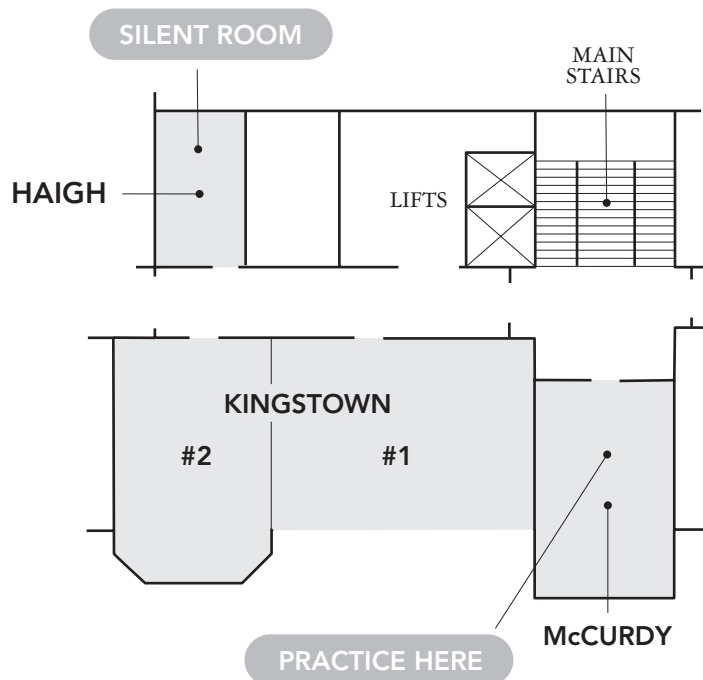 SILENT ROOM
MAIN
STAIRS
HAIGH
LIFTS
KINGSTOWN
#2
#1
McCURDY
PRACTICE HERE